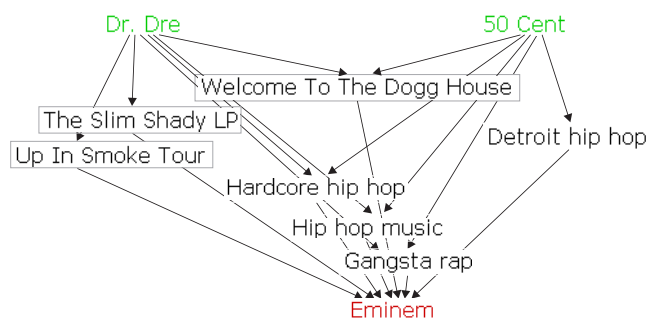 Dr. Dre
50 Cent
Welcome To The Dogg House
The Slim Shady LP
Detroit hip hop
Up In Smoke Tour
Hardcore hip hop
Hip hop music
Gangsta rap
Eminem